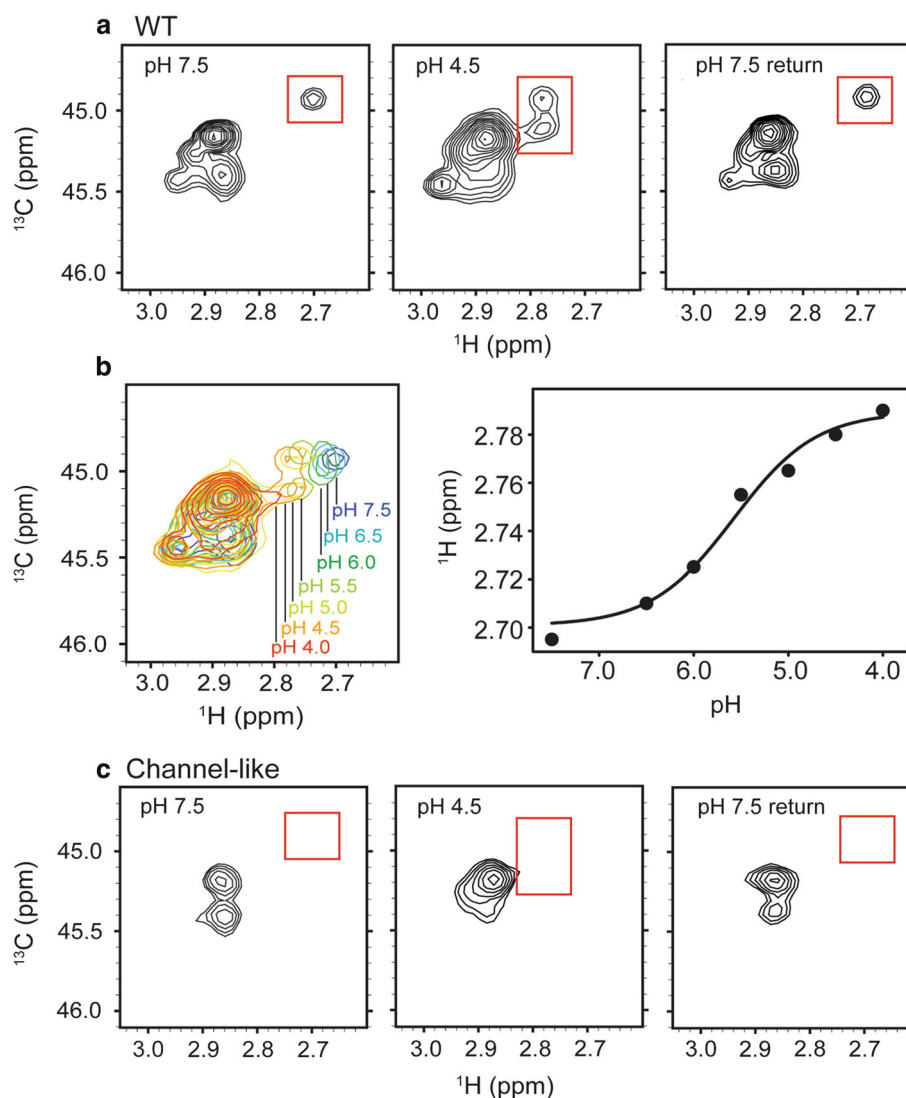 a WT
pH 7.5
pH 4.5
pH 7.5 return
¹³C (ppm)
45.0
45.5
46.0
3.0 2.9 2.8 2.7
3.0 2.9 2.8 2.7
3.0 2.9 2.8 2.7
¹H (ppm)
b
¹³C (ppm)
45.0
45.5
46.0
pH 7.5
pH 6.5
pH 6.0
pH 5.5
pH 5.0
pH 4.5
pH 4.0
3.0 2.9 2.8 2.7
¹H (ppm)
¹H (ppm)
2.78
2.76
2.74
2.72
2.70
7.0 6.0 5.0 4.0
pH
c Channel-like
pH 7.5
pH 4.5
pH 7.5 return
¹³C (ppm)
45.0
45.5
46.0
3.0 2.9 2.8 2.7
3.0 2.9 2.8 2.7
3.0 2.9 2.8 2.7
¹H (ppm)